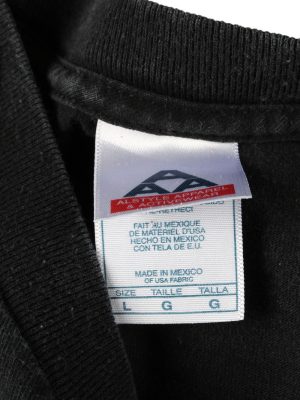 AAA
ALSTYLE APPAREL
& ACTIVEWEAR
FAIT AU MEXIQUE
DE MATERIEL D'USA
HECHO EN MEXICO
CON TELA DE E.U.
MADE IN MEXICO
OF USA FABRIC
SIZE TAILLE TALLA
L G G